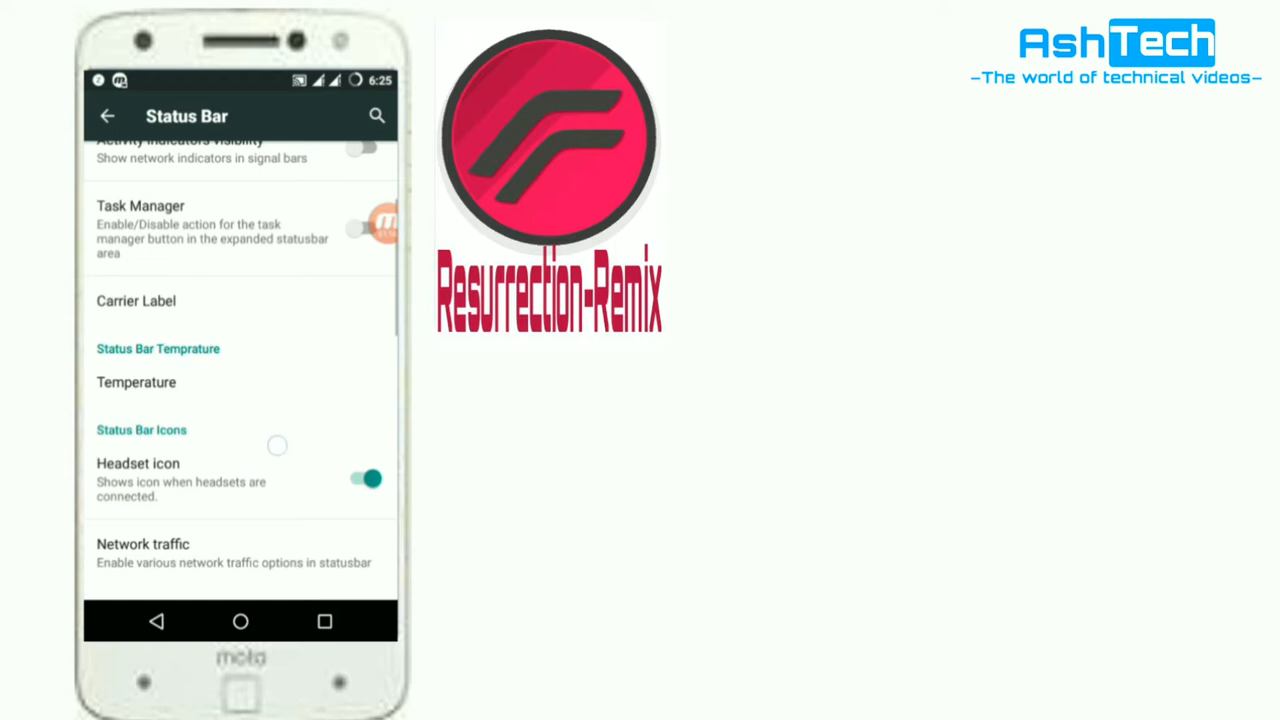 6:25
Status Bar
Activity indicators visibility
Show network indicators in signal bars
Task Manager
Enable/Disable action for the task
manager button in the expanded statusbar
area
Carrier Label
Status Bar Temprature
Temperature
Status Bar Icons
Headset icon
Shows icon when headsets are
connected.
Network traffic
Enable various network traffic options in statusbar
moto
Resurrection-Remix
AshTech
-The world of technical videos-